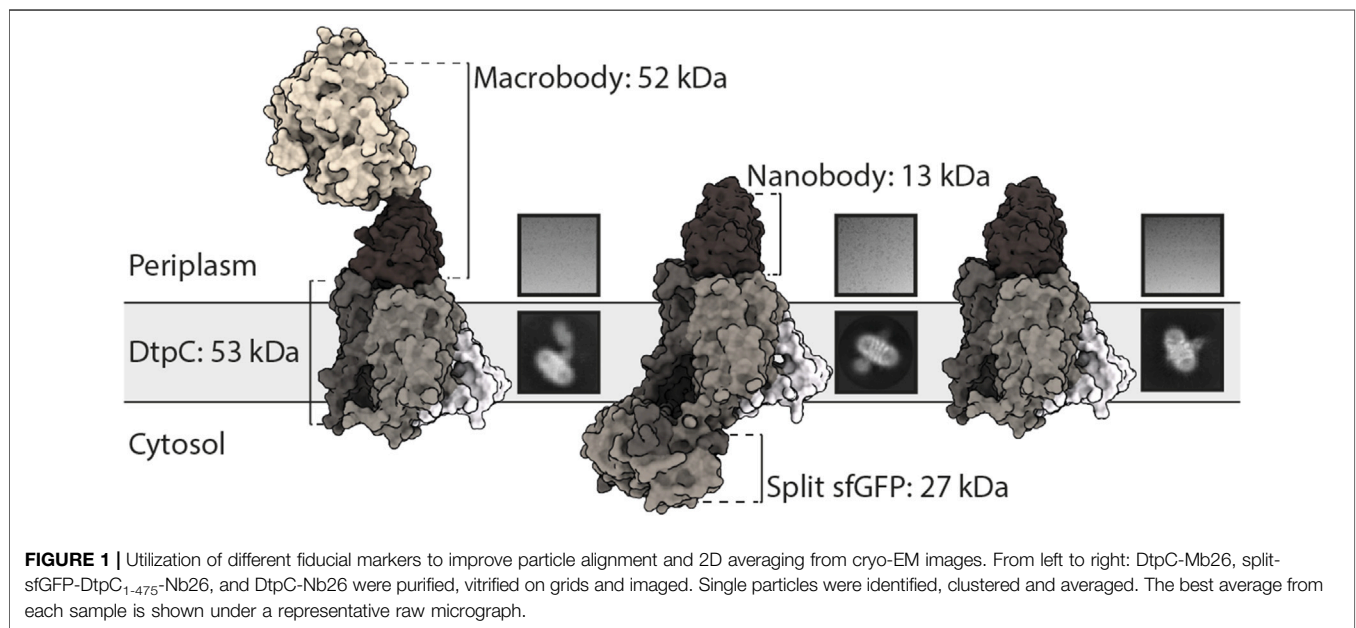 Macrobody: 52 kDa
Nanobody: 13 kDa
Periplasm
DtpC: 53 kDa
Cytosol
Split sfGFP: 27 kDa
FIGURE 1 | Utilization of different fiducial markers to improve particle alignment and 2D averaging from cryo-EM images. From left to right: DtpC-Mb26, split-
sfGFP-DtpC1-475-Nb26, and DtpC-Nb26 were purified, vitrified on grids and imaged. Single particles were identified, clustered and averaged. The best average from
each sample is shown under a representative raw micrograph.